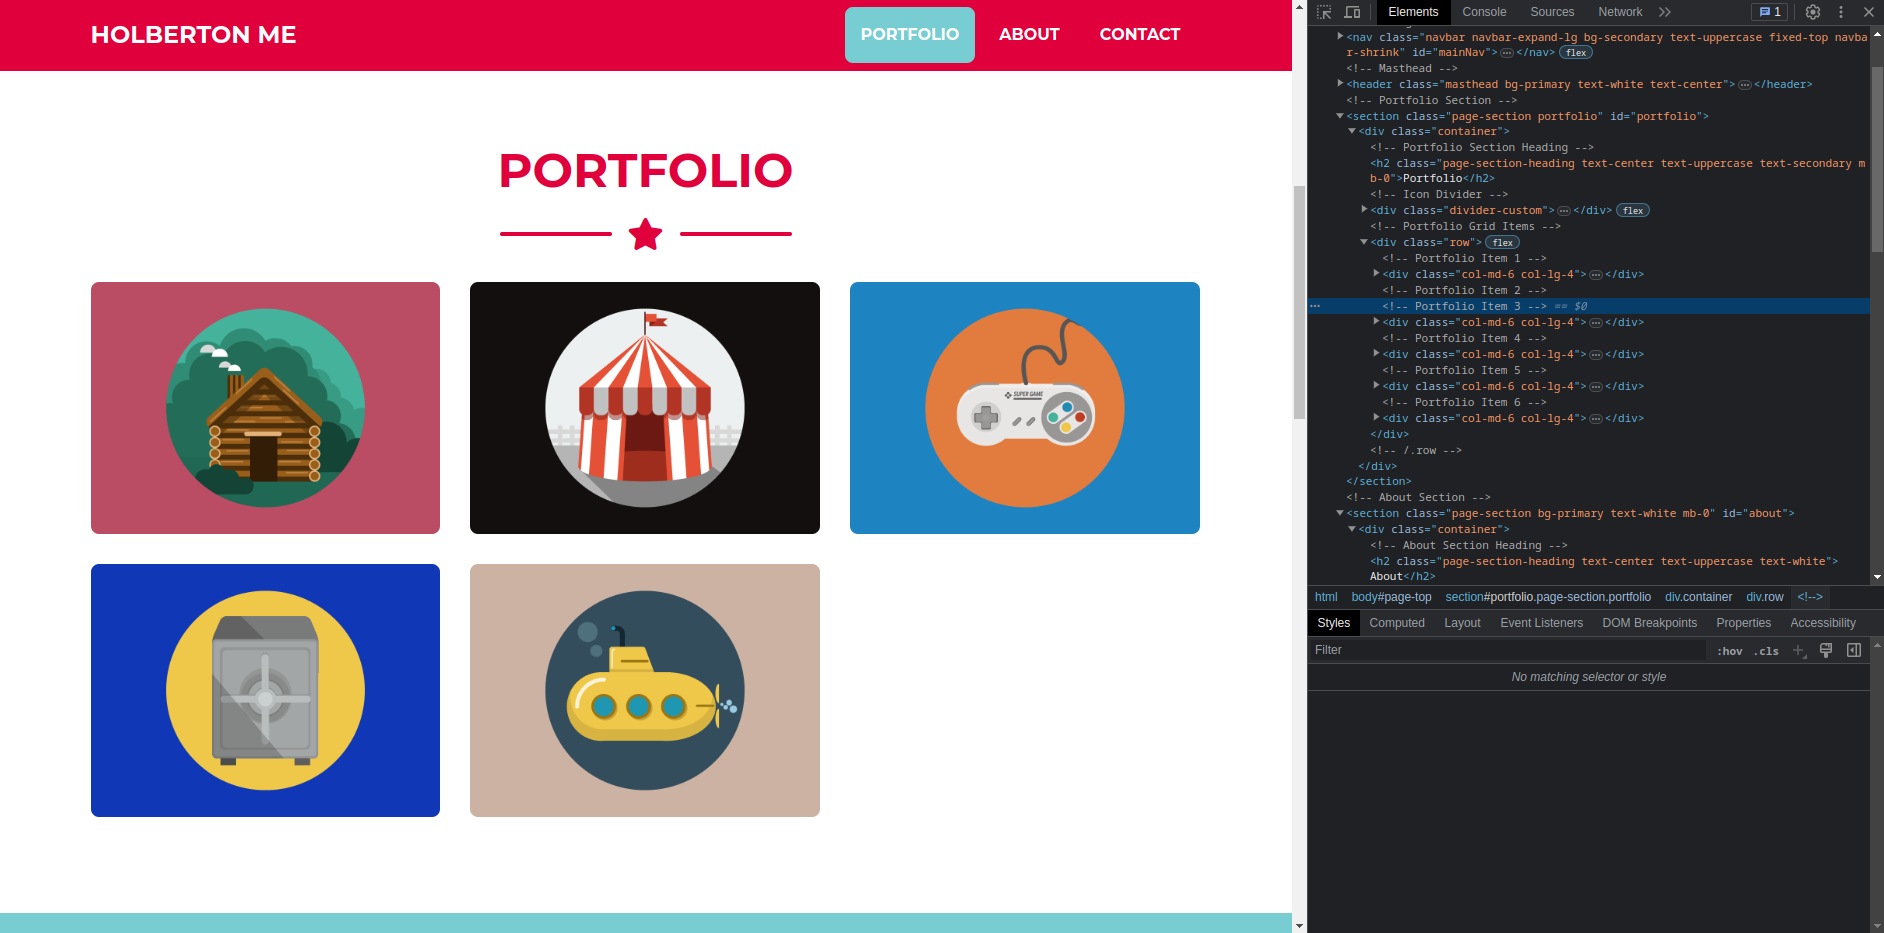 HOLBERTON ME
PORTFOLIO
ABOUT
CONTACT
PORTFOLIO
SUPER GAME
Elements
Console
Sources
Network
1
<nav class="navbar navbar-expand-lg bg-secondary text-uppercase fixed-top navba
r-shrink" id="mainNav">…</nav> flex
<!-- Masthead -->
<header class="masthead bg-primary text-white text-center">…</header>
<!-- Portfolio Section -->
<section class="page-section portfolio" id="portfolio">
<div class="container">
<!-- Portfolio Section Heading -->
<h2 class="page-section-heading text-center text-uppercase text-secondary m
b-0">Portfolio</h2>
<!-- Icon Divider -->
<div class="divider-custom">…</div> flex
<!-- Portfolio Grid Items -->
<div class="row"> flex
<!-- Portfolio Item 1 -->
<div class="col-md-6 col-lg-4">…</div>
<!-- Portfolio Item 2 -->
<!-- Portfolio Item 3 --> == $0
<div class="col-md-6 col-lg-4">…</div>
<!-- Portfolio Item 4 -->
<div class="col-md-6 col-lg-4">…</div>
<!-- Portfolio Item 5 -->
<div class="col-md-6 col-lg-4">…</div>
<!-- Portfolio Item 6 -->
<div class="col-md-6 col-lg-4">…</div>
</div>
<!-- /.row -->
</div>
</section>
<!-- About Section -->
<section class="page-section bg-primary text-white mb-0" id="about">
<div class="container">
<!-- About Section Heading -->
<h2 class="page-section-heading text-center text-uppercase text-white">
About</h2>
html body#page-top section#portfolio.page-section.portfolio div.container div.row <!-->
Styles Computed Layout Event Listeners DOM Breakpoints Properties Accessibility
Filter :hov .cls
No matching selector or style